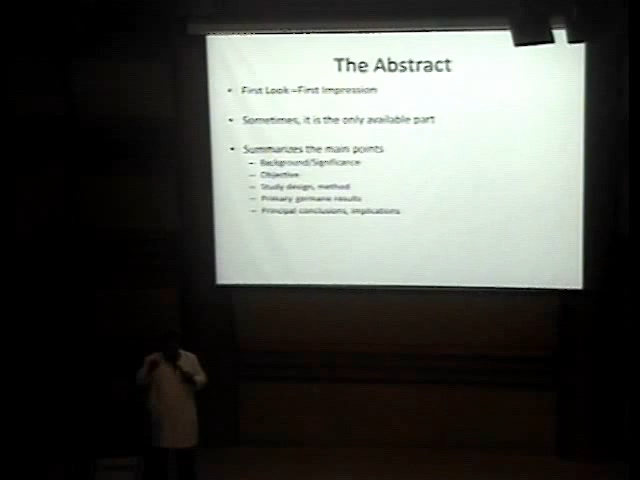 The Abstract
• First Look –First Impression
• Sometimes, it is the only available part
• Summarizes the main points
– Background/Significance
– Objective
– Study design, method
– Primary germane results
– Principal conclusions, implications